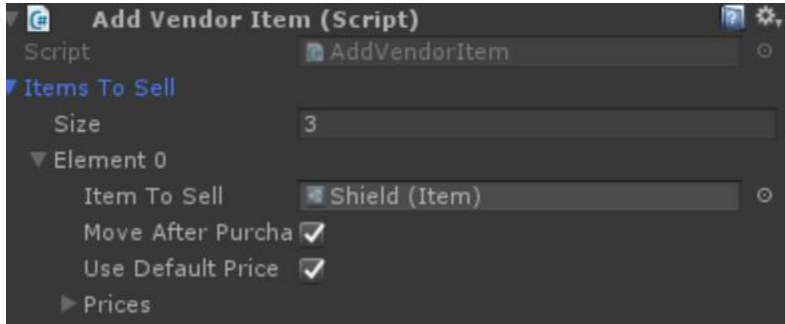 Add Vendor Item (Script)
Script AddVendorItem
Items To Sell
Size 3
Element 0
Item To Sell Shield (Item)
Move After Purcha
Use Default Price
Prices